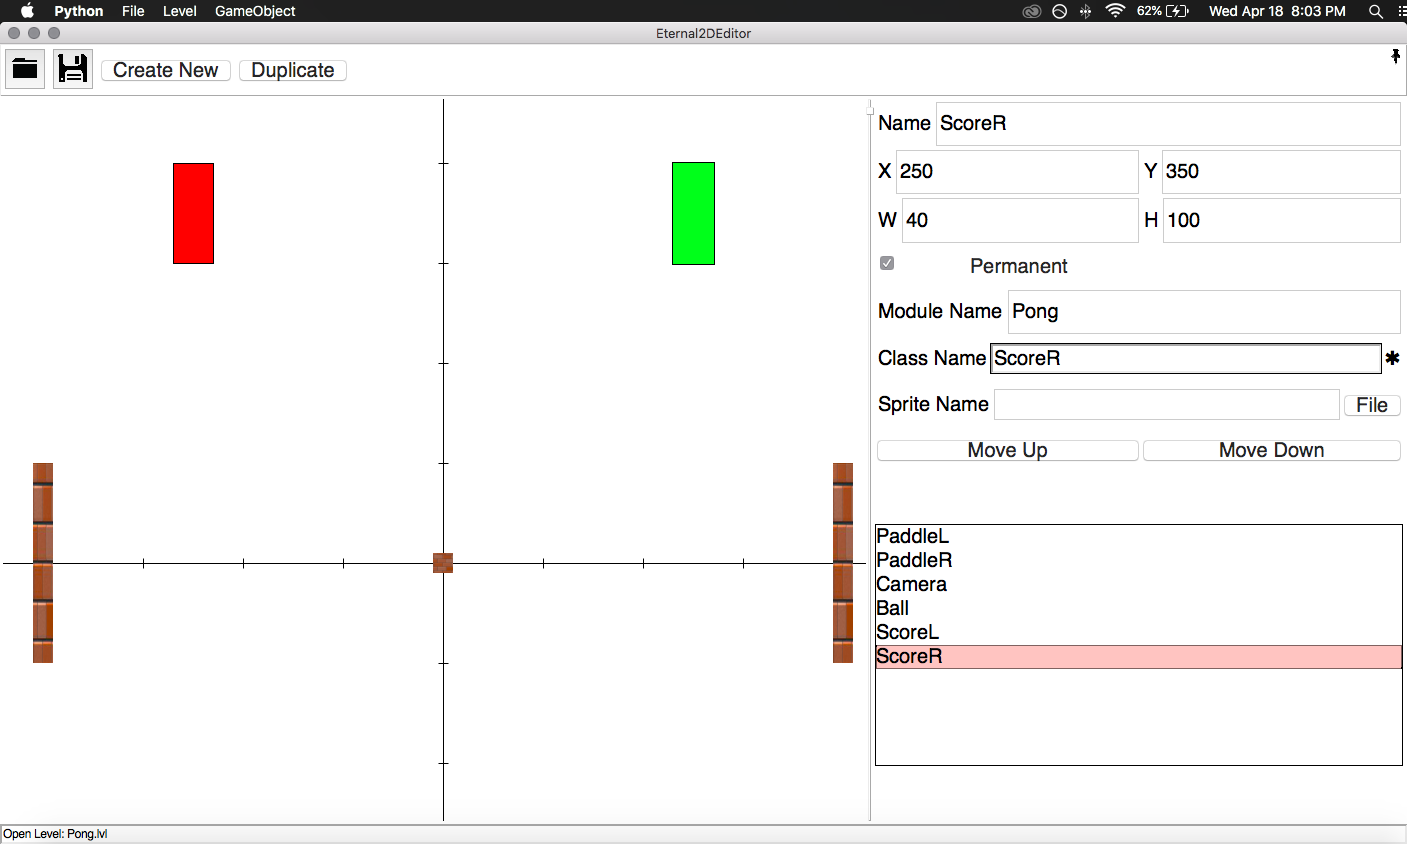 Python File Level GameObject 62% Wed Apr 18 8:03 PM
Eternal2DEditor
Create New Duplicate
Name ScoreR
X 250 Y 350
W 40 H 100
Permanent
Module Name Pong
Class Name ScoreR ✱
Sprite Name File
Move Up Move Down
PaddleL
PaddleR
Camera
Ball
ScoreL
ScoreR
Open Level: Pong.lvl